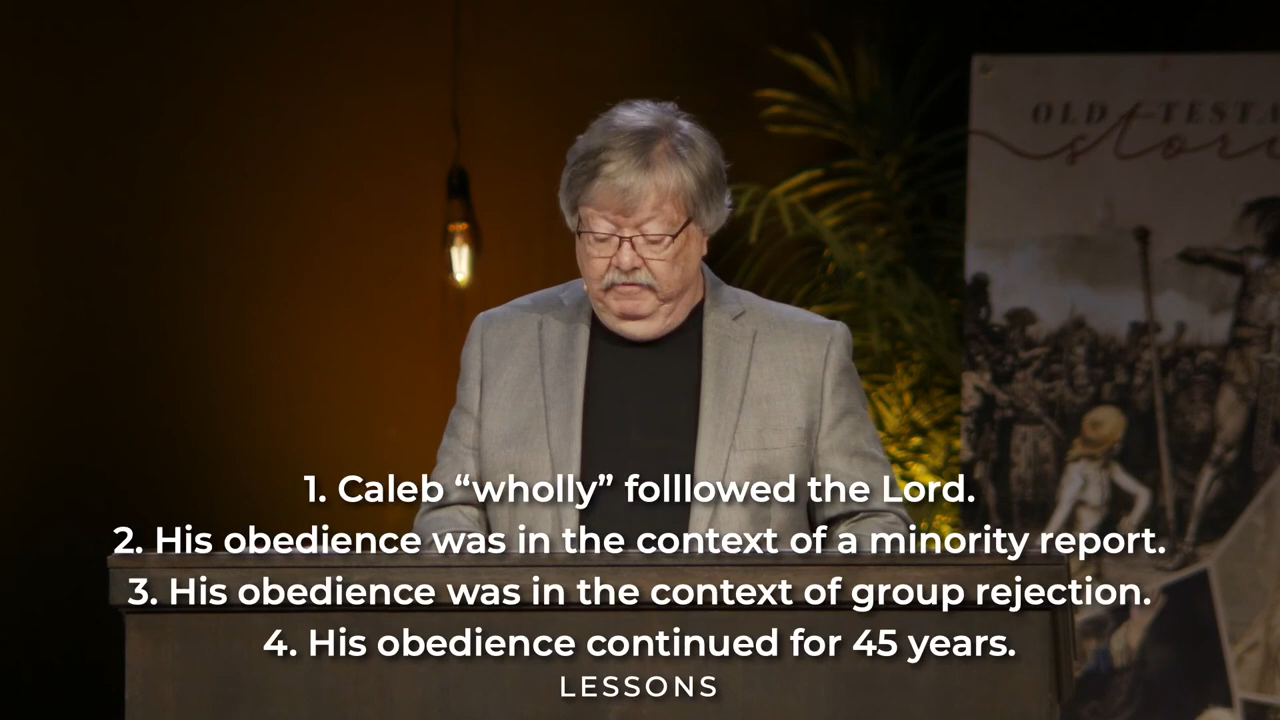 OLD TESTA
stori
1. Caleb “wholly” folllowed the Lord.
2. His obedience was in the context of a minority report.
3. His obedience was in the context of group rejection.
4. His obedience continued for 45 years.
LESSONS